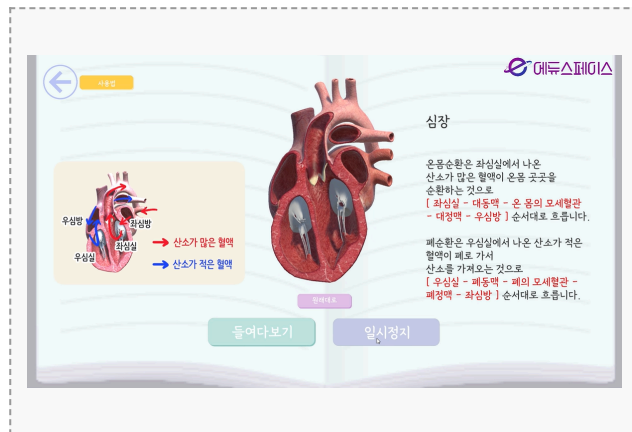 에듀스페이스
사용법
심장
온몸순환은 좌심실에서 나온
산소가 많은 혈액이 온몸 곳곳을
순환하는 것으로
[ 좌심실 - 대동맥 - 온 몸의 모세혈관
- 대정맥 - 우심방 ] 순서대로 흐릅니다.
폐순환은 우심실에서 나온 산소가 적은
혈액이 폐로 가서
산소를 가져오는 것으로
[ 우심실 - 폐동맥 - 폐의 모세혈관 -
폐정맥 - 좌심방 ] 순서대로 흐릅니다.
우심방
좌심방
좌심실
우심실
산소가 많은 혈액
산소가 적은 혈액
원래대로
들여다보기
일시정지